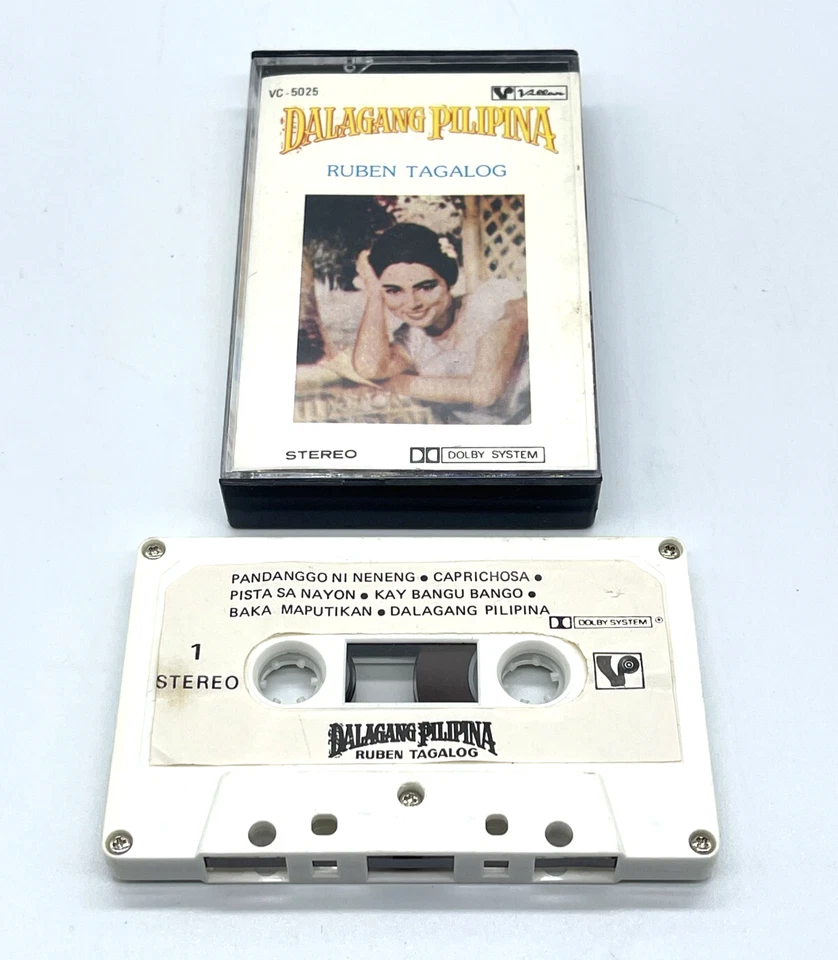 VC-5025
Villar
DALAGANG PILIPINA
RUBEN TAGALOG
STEREO
DOLBY SYSTEM
PANDANGGO NI NENENG • CAPRICHOSA •
PISTA SA NAYON • KAY BANGU BANGO •
BAKA MAPUTIKAN • DALAGANG PILIPINA
DOLBY SYSTEM ®
1
STEREO
DALAGANG PILIPINA
RUBEN TAGALOG